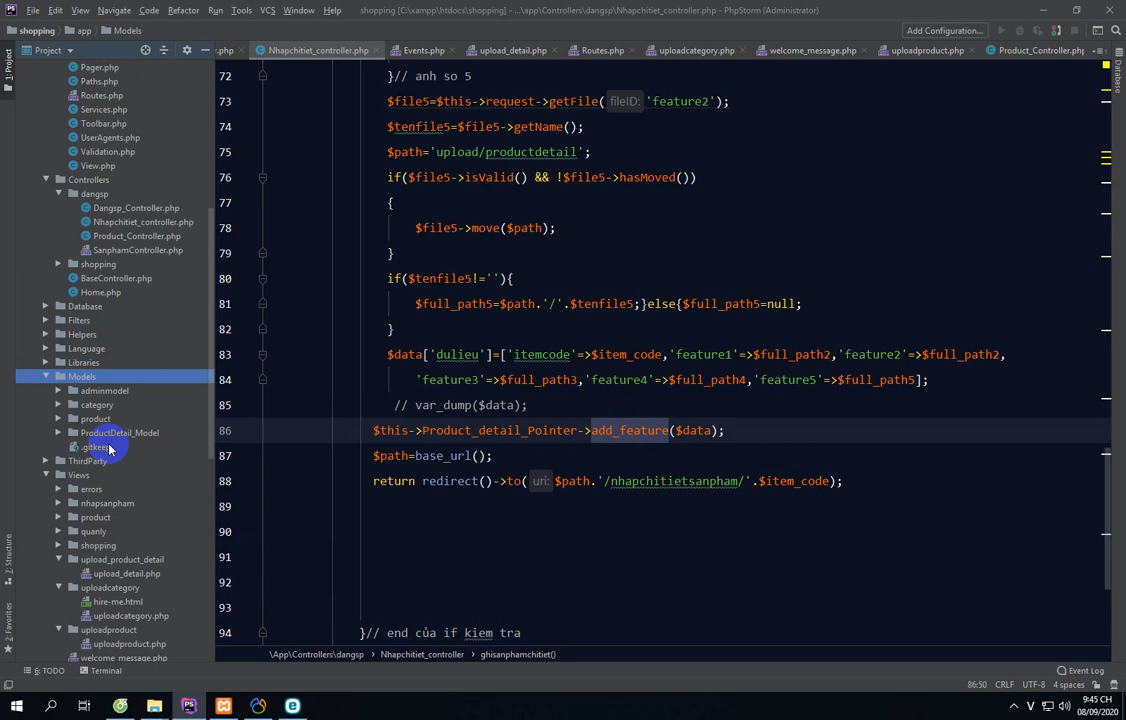 PS File Edit View Navigate Code Refactor Run Tools VCS Window Help shopping [C:\xampp\htdocs\shopping] - ...\app\Controllers\dangsp\Nhapchitiet_controller.php - PhpStorm (Administrator)
shopping app Models Add Configuration...
Project .php Nhapchitiet_controller.php Events.php upload_detail.php Routes.php uploadcategory.php welcome_message.php uploadproduct.php Product_Controller.php
1: Project
Database
2: Structure
2: Favorites
Pager.php
Paths.php
Routes.php
Services.php
Toolbar.php
UserAgents.php
Validation.php
View.php
Controllers
dangsp
Dangsp_Controller.php
Nhapchitiet_controller.php
Product_Controller.php
SanphamController.php
shopping
BaseController.php
Home.php
Database
Filters
Helpers
Language
Libraries
Models
adminmodel
category
product
ProductDetail_Model
.gitkeep
ThirdParty
Views
errors
nhapsanpham
product
quanly
shopping
upload_product_detail
upload_detail.php
uploadcategory
hire-me.html
uploadcategory.php
uploadproduct
uploadproduct.php
welcome_message.php
72 }// anh so 5
73 $file5=$this->request->getFile( fileID: 'feature2');
74 $tenfile5=$file5->getName();
75 $path='upload/productdetail';
76 if($file5->isValid() && !$file5->hasMoved())
77 {
78 $file5->move($path);
79 }
80 if($tenfile5!=''){
81 $full_path5=$path.'/'.$tenfile5;}else{$full_path5=null;
82 }
83 $data['dulieu']=['itemcode'=>$item_code,'feature1'=>$full_path2,'feature2'=>$full_path2,
84 'feature3'=>$full_path3,'feature4'=>$full_path4,'feature5'=>$full_path5];
85 // var_dump($data);
86 $this->Product_detail_Pointer->add_feature($data);
87 $path=base_url();
88 return redirect()->to( uri: $path.'/nhapchitietsanpham/'.$item_code);
89
90
91
92
93
94 }// end của if kiem tra
\App\Controllers\dangsp Nhapchitiet_controller ghisanphamchitiet()
6: TODO Terminal Event Log
86:50 CRLF UTF-8 4 spaces
V 9:45 CH
08/09/2020